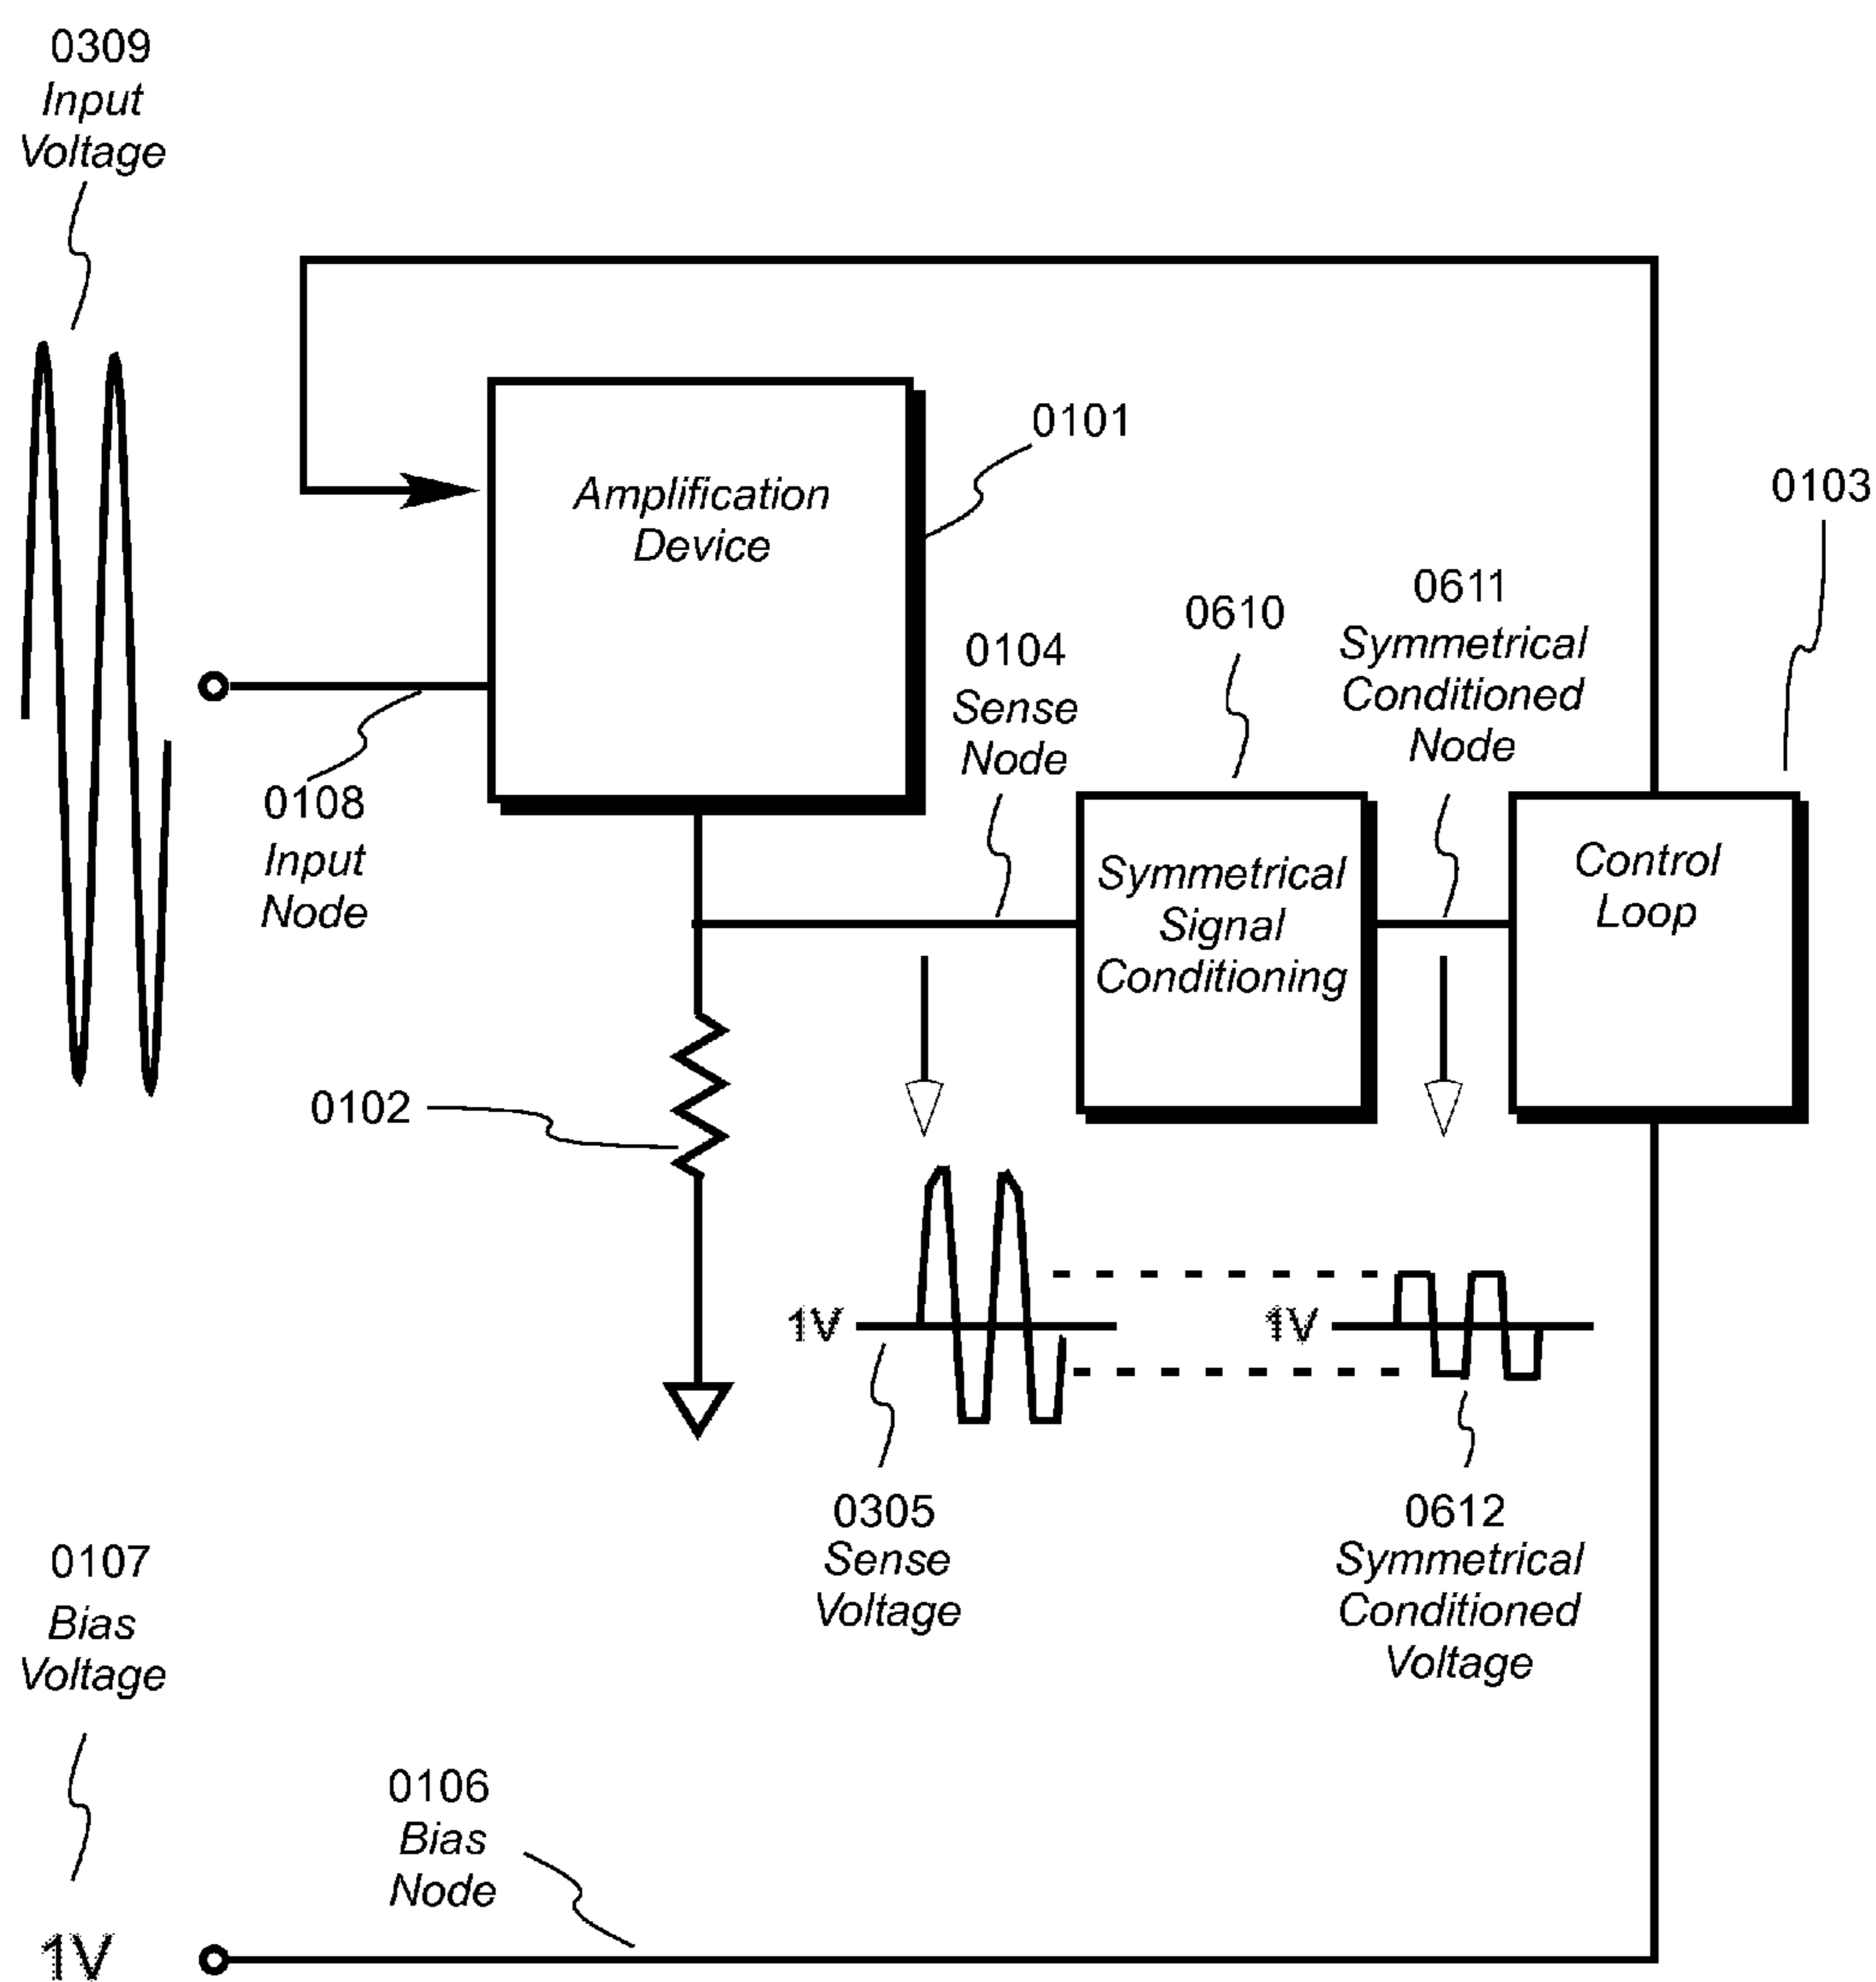 0309
Input
Voltage
0101
Amplification
Device
0103
0108
Input
Node
0104
Sense
Node
0610
0611
Symmetrical
Conditioned
Node
Symmetrical
Signal
Conditioning
Control
Loop
0102
1V
1V
0305
Sense
Voltage
0612
Symmetrical
Conditioned
Voltage
0107
Bias
Voltage
0106
Bias
Node
1V